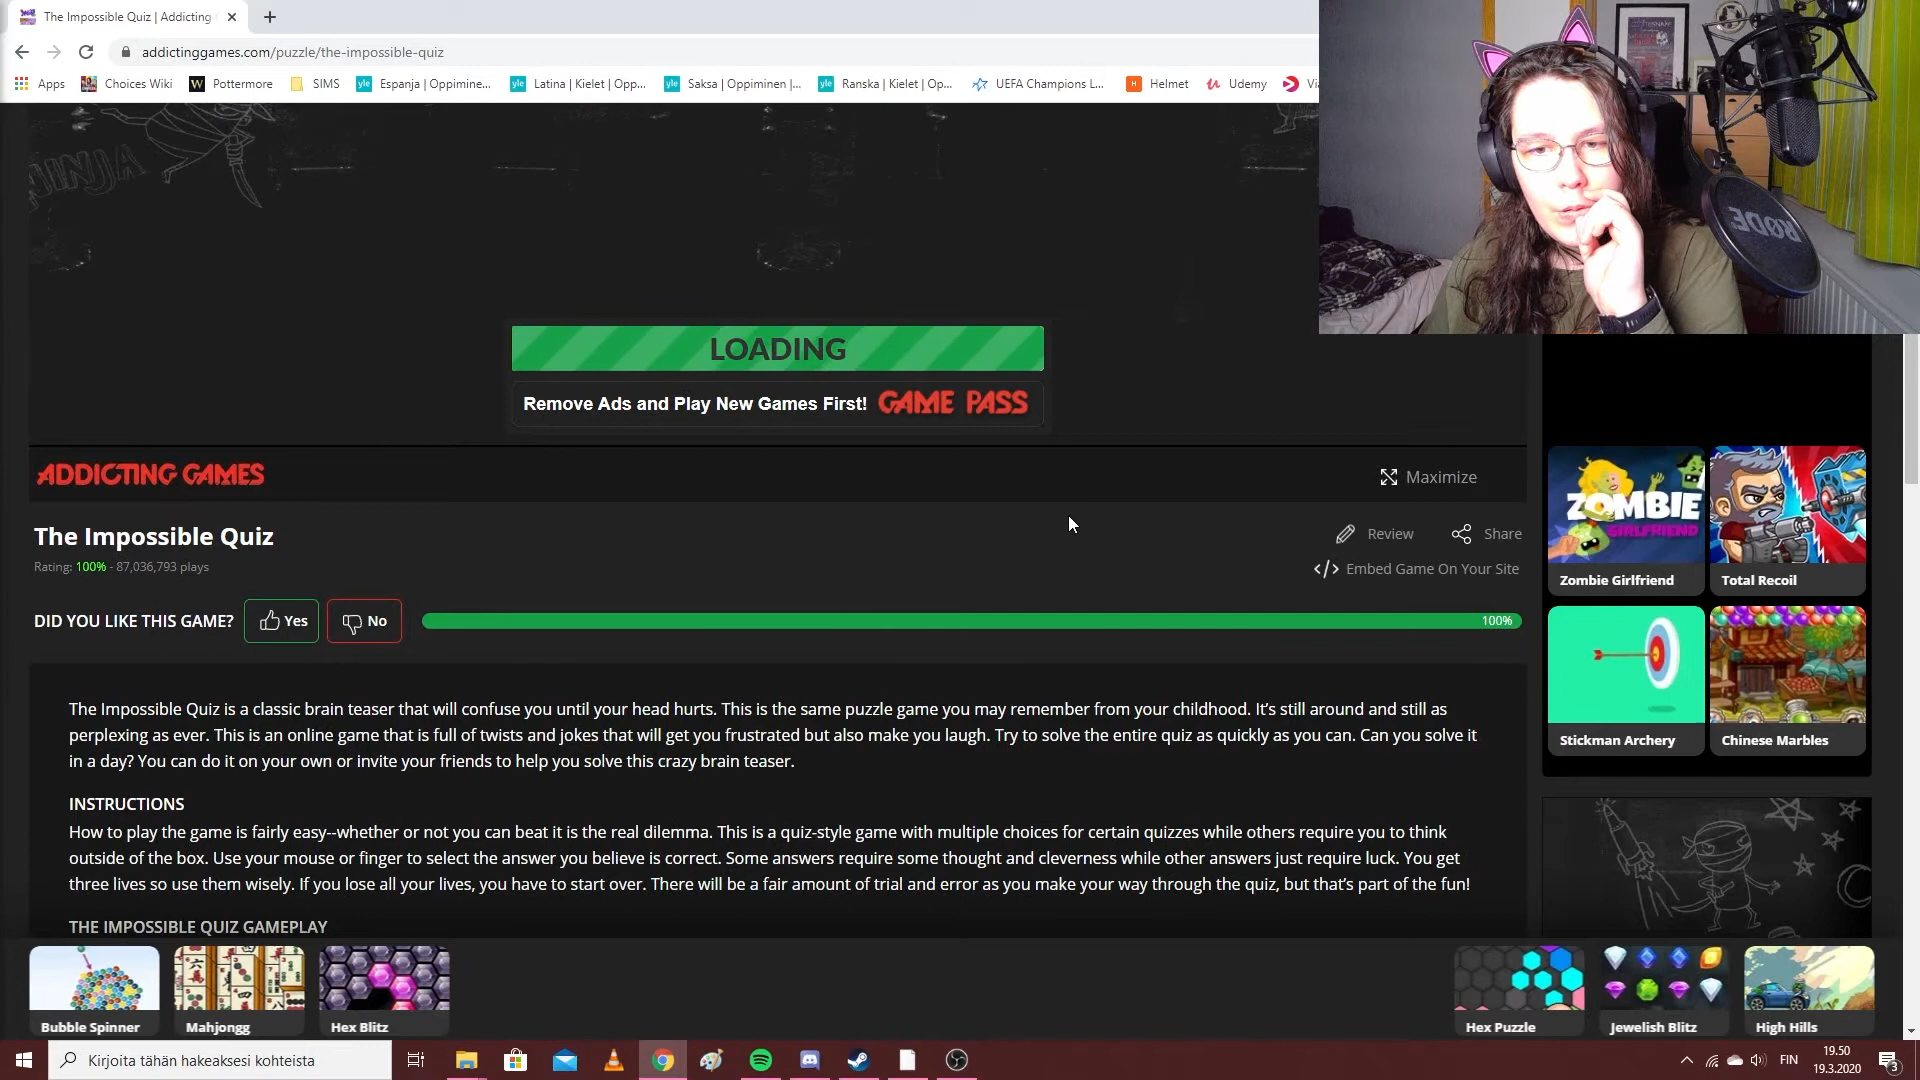 The Impossible Quiz | Addicting
addictinggames.com/puzzle/the-impossible-quiz
Apps
Choices Wiki
W
Pottermore
SIMS
yle
Espanja | Oppimine...
yle
Latina | Kielet | Opp...
yle
Saksa | Oppiminen |...
yle
Ranska | Kielet | Op...
UEFA Champions L...
H
Helmet
Udemy
RØDE
NINJA
LOADING
Remove Ads and Play New Games First! GAME PASS
ADDICTING GAMES
Maximize
The Impossible Quiz
Review
Share
Rating: 100% - 87,036,793 plays
Embed Game On Your Site
DID YOU LIKE THIS GAME?
Yes
No
100%
ZOMBIE
GIRLFRIEND
Zombie Girlfriend
Total Recoil
Stickman Archery
Chinese Marbles
The Impossible Quiz is a classic brain teaser that will confuse you until your head hurts. This is the same puzzle game you may remember from your childhood. It’s still around and still as
perplexing as ever. This is an online game that is full of twists and jokes that will get you frustrated but also make you laugh. Try to solve the entire quiz as quickly as you can. Can you solve it
in a day? You can do it on your own or invite your friends to help you solve this crazy brain teaser.
INSTRUCTIONS
How to play the game is fairly easy--whether or not you can beat it is the real dilemma. This is a quiz-style game with multiple choices for certain quizzes while others require you to think
outside of the box. Use your mouse or finger to select the answer you believe is correct. Some answers require some thought and cleverness while other answers just require luck. You get
three lives so use them wisely. If you lose all your lives, you have to start over. There will be a fair amount of trial and error as you make your way through the quiz, but that’s part of the fun!
THE IMPOSSIBLE QUIZ GAMEPLAY
Bubble Spinner
Mahjongg
Hex Blitz
Hex Puzzle
Jewelish Blitz
High Hills
Kirjoita tähän hakeaksesi kohteista
FIN
19.50
19.3.2020
3